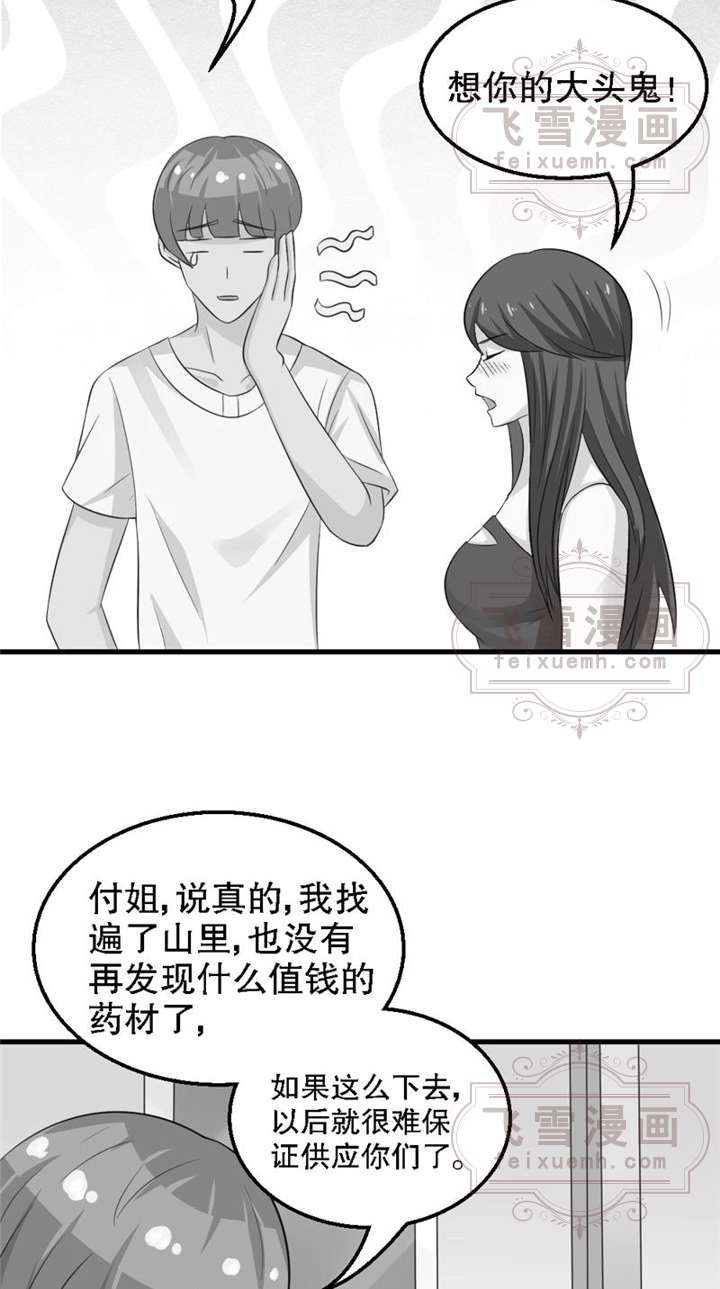 想你的大头鬼!
飞雪漫画
feixuemh.com
飞雪漫画
feixuemh.com
付姐,说真的,我找
遍了山里,也没有
再发现什么值钱的
药材了,
如果这么下去,
以后就很难保
证供应你们了。
飞雪漫画
feixuemh.com